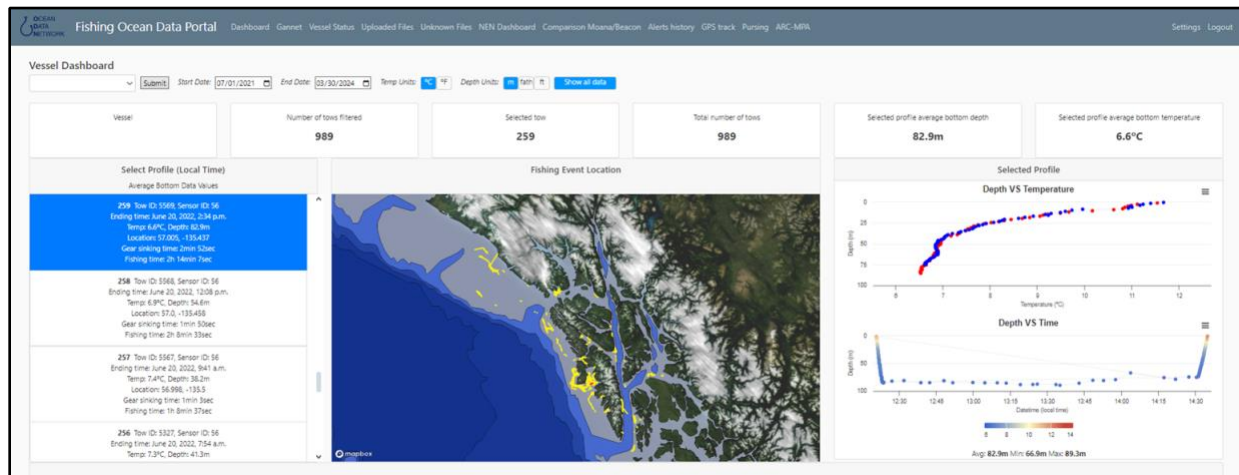 OCEAN
DATA
NETWORK
Fishing Ocean Data Portal Dashboard Gannet Vessel Status Uploaded Files Unknown Files NEN Dashboard Comparison Moana/Beacon Alerts history GPS track Pursing ARC-MPA Settings Logout
Vessel Dashboard
Submit Start Date: 07/01/2021 End Date: 03/30/2024 Temp Units: °C °F Depth Units: m fath ft Show all data
Vessel
Number of tows filtered
989
Selected tow
259
Total number of tows
989
Selected profile average bottom depth
82.9m
Selected profile average bottom temperature
6.6°C
Select Profile (Local Time)
Average Bottom Data Values
259 Tow ID: 5569, Sensor ID: 56
Ending time: June 20, 2022, 2:34 p.m.
Temp: 6.6°C, Depth: 82.9m
Location: 57.005, -135.437
Gear sinking time: 2min 52sec
Fishing time: 2h 14min 7sec
258 Tow ID: 5568, Sensor ID: 56
Ending time: June 20, 2022, 12:08 p.m.
Temp: 6.9°C, Depth: 54.6m
Location: 57.0, -135.458
Gear sinking time: 1min 50sec
Fishing time: 2h 8min 33sec
257 Tow ID: 5567, Sensor ID: 56
Ending time: June 20, 2022, 9:41 a.m.
Temp: 7.4°C, Depth: 38.2m
Location: 56.998, -135.5
Gear sinking time: 1min 3sec
Fishing time: 1h 8min 37sec
256 Tow ID: 5327, Sensor ID: 56
Ending time: June 20, 2022, 7:54 a.m.
Temp: 7.3°C, Depth: 41.3m
Fishing Event Location
mapbox
Selected Profile
Depth VS Temperature
Depth (m)
0
25
50
75
100
6 7 8 9 10 11 12
Temperature (°C)
Depth VS Time
Depth (m)
0
50
100
12:30 12:45 13:00 13:15 13:30 13:45 14:00 14:15 14:30
Datetime (local time)
6 8 10 12 14
Avg: 82.9m Min: 66.9m Max: 89.3m